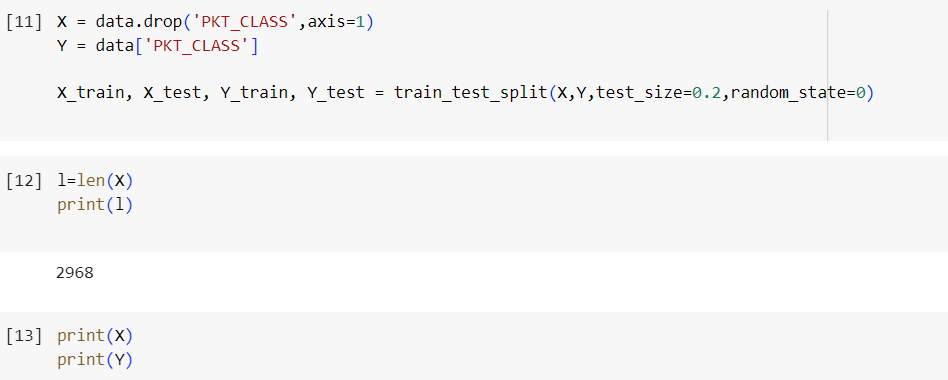 [11] X = data.drop('PKT_CLASS',axis=1)
Y = data['PKT_CLASS']
X_train, X_test, Y_train, Y_test = train_test_split(X,Y,test_size=0.2,random_state=0)
[12] l=len(X)
print(l)
2968
[13] print(X)
print(Y)